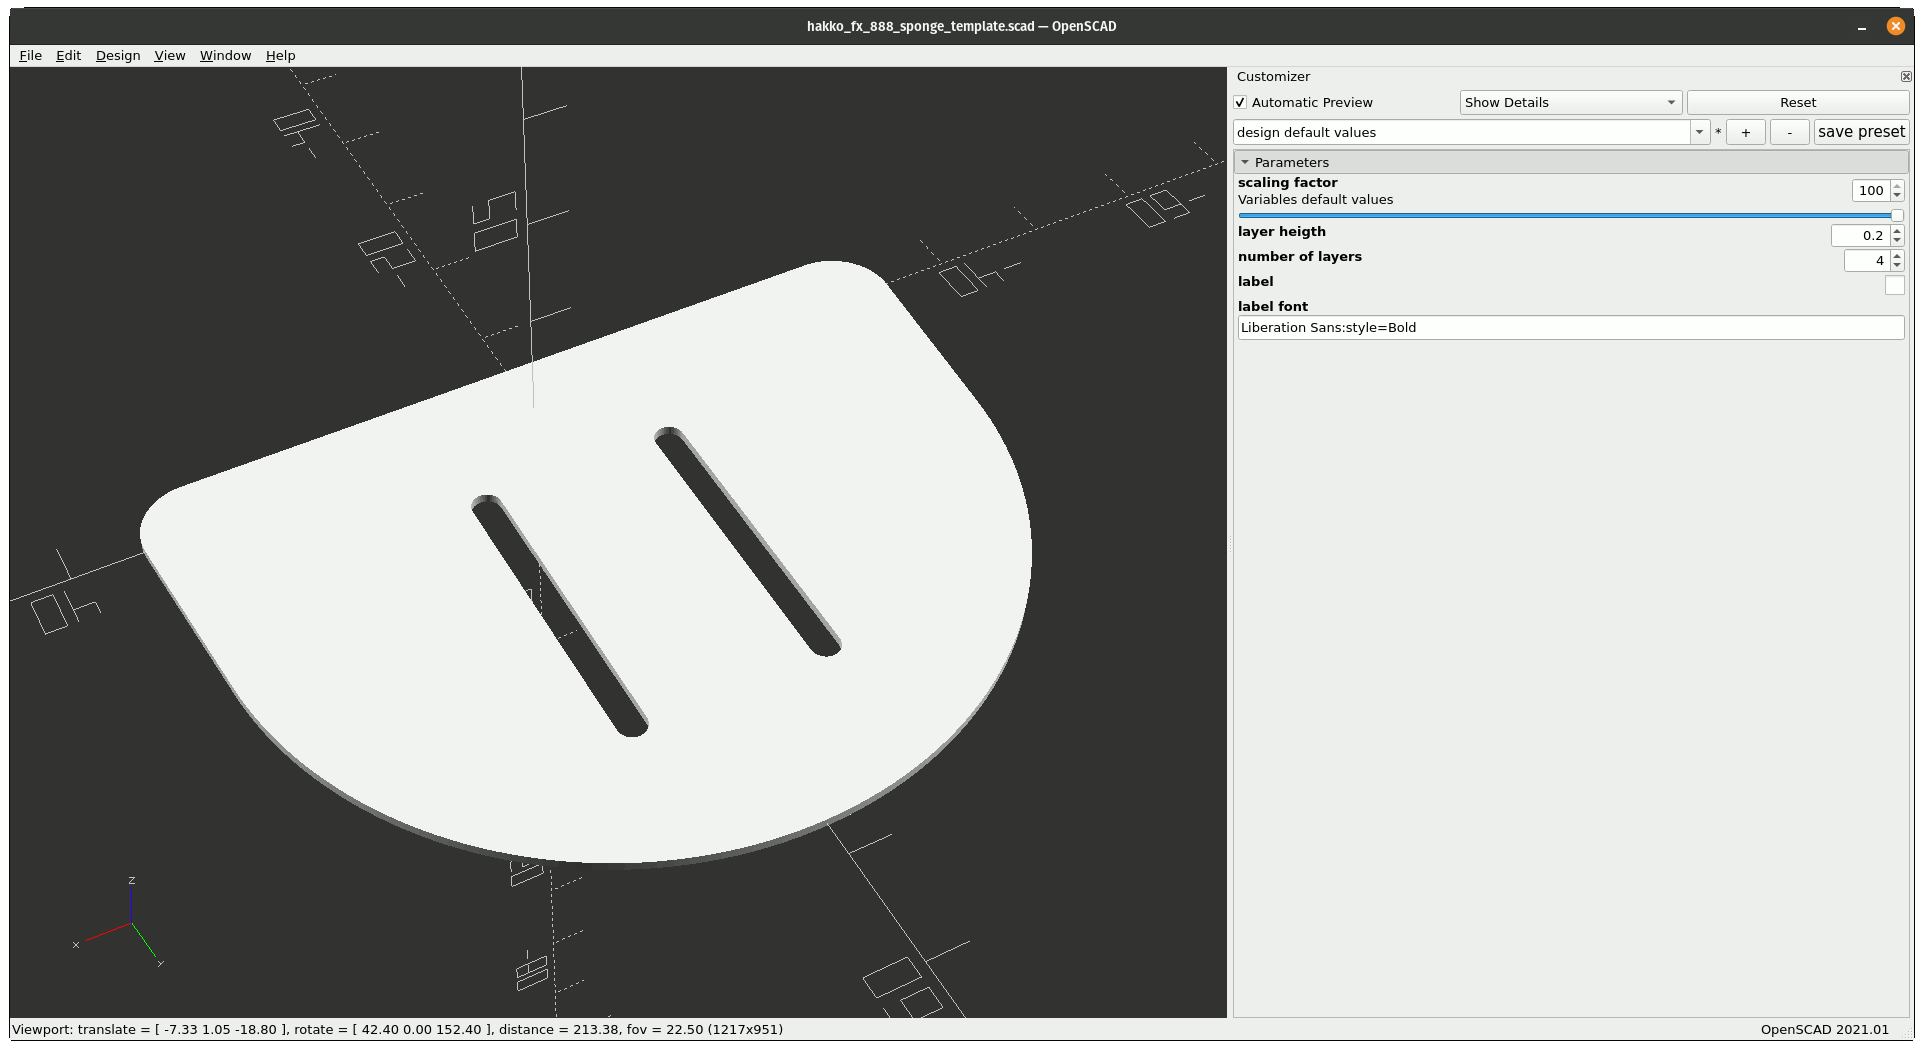 hakko_fx_888_sponge_template.scad — OpenSCAD
File Edit Design View Window Help
Customizer
Automatic Preview Show Details Reset
design default values * + - save preset
Parameters
scaling factor
Variables default values
100
layer heigth
0.2
number of layers
4
label
label font
Liberation Sans:style=Bold
z
x
y
Viewport: translate = [ -7.33 1.05 -18.80 ], rotate = [ 42.40 0.00 152.40 ], distance = 213.38, fov = 22.50 (1217x951)
OpenSCAD 2021.01